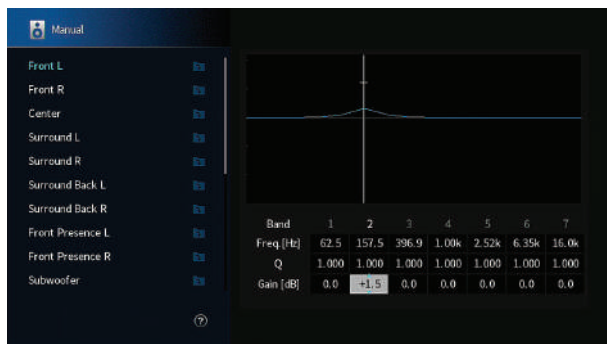 Manual
Front L
Front R
Center
Surround L
Surround R
Surround Back L
Surround Back R
Front Presence L
Front Presence R
Subwoofer
?
Band 1 2 3 4 5 6 7
Freq.[Hz] 62.5 157.5 396.9 1.00k 2.52k 6.35k 16.0k
Q 1.000 1.000 1.000 1.000 1.000 1.000 1.000
Gain [dB] 0.0 +1.5 0.0 0.0 0.0 0.0 0.0